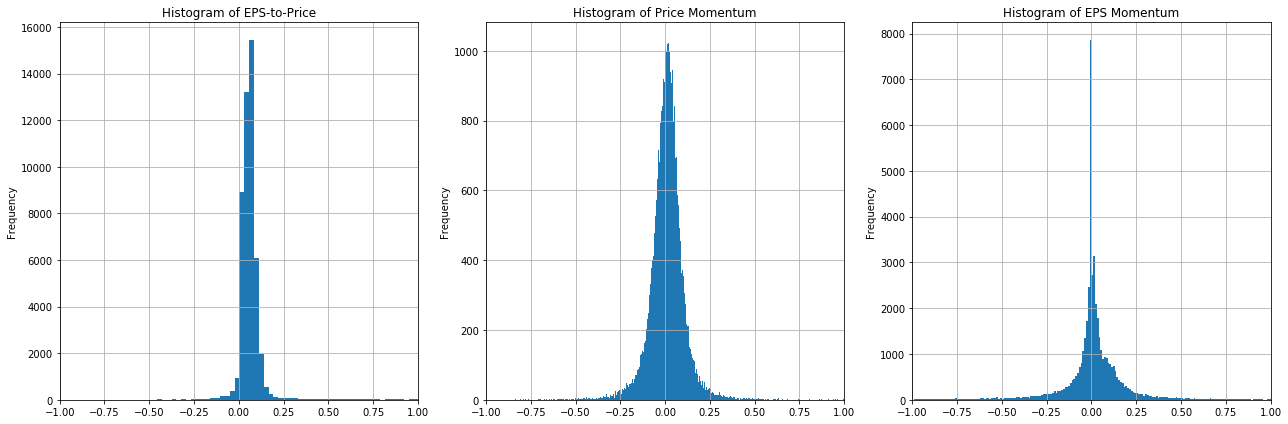 Histogram of EPS-to-Price
Frequency
16000
14000
12000
10000
8000
6000
4000
2000
0
−1.00 −0.75 −0.50 −0.25 0.00 0.25 0.50 0.75 1.00
Histogram of Price Momentum
Frequency
1000
800
600
400
200
0
−1.00 −0.75 −0.50 −0.25 0.00 0.25 0.50 0.75 1.00
Histogram of EPS Momentum
Frequency
8000
7000
6000
5000
4000
3000
2000
1000
0
−1.00 −0.75 −0.50 −0.25 0.00 0.25 0.50 0.75 1.00